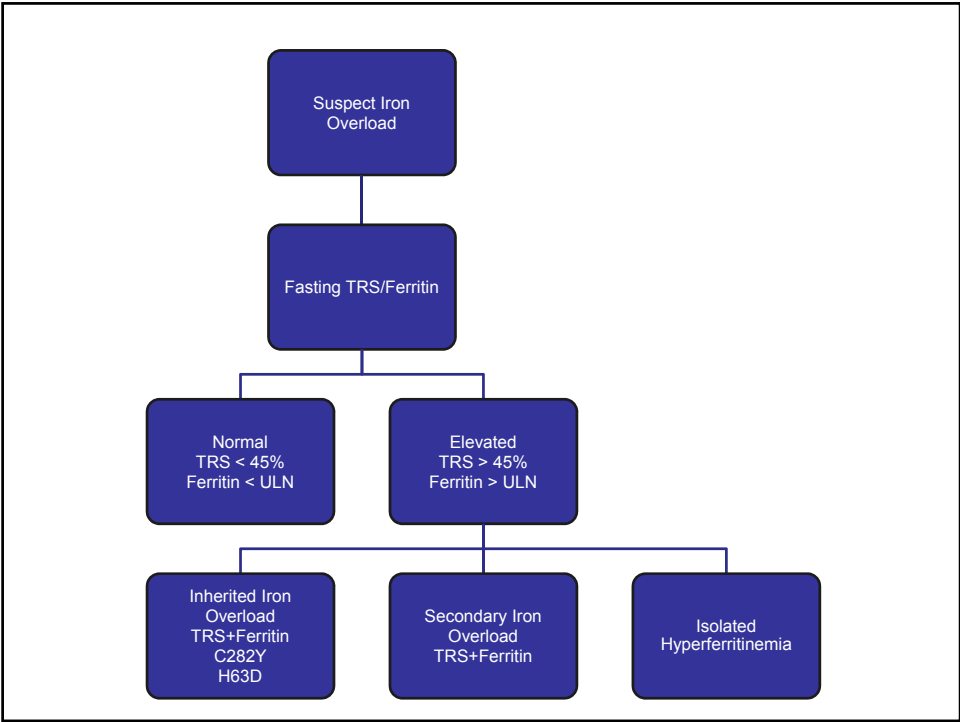 Suspect Iron
Overload
Fasting TRS/Ferritin
Normal
TRS < 45%
Ferritin < ULN
Elevated
TRS > 45%
Ferritin > ULN
Inherited Iron
Overload
TRS+Ferritin
C282Y
H63D
Secondary Iron
Overload
TRS+Ferritin
Isolated
Hyperferritinemia